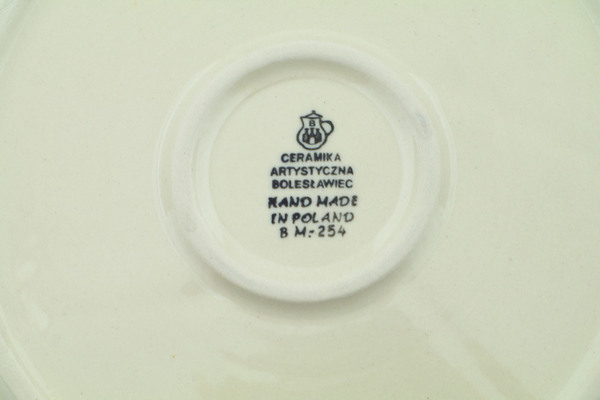 B
CERAMIKA
ARTYSTYCZNA
BOLESŁAWIEC
HAND MADE
IN POLAND
B M.-254